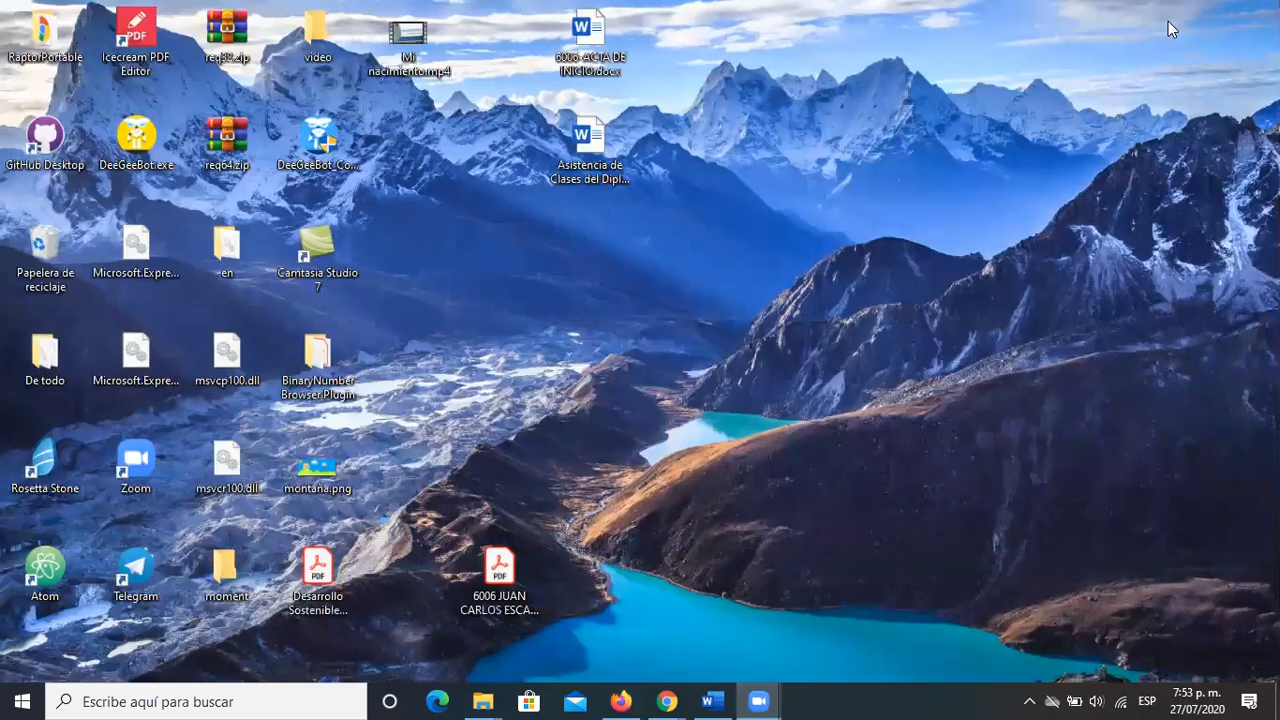 RaptorPortable
Icecream PDF
Editor
req32.zip
video
Mi
nacimiento.mp4
6006-ACTA DE
INICIO.docx
GitHub Desktop
DeeGeeBot.exe
req64.zip
DeeGeeBot_Co...
Asistencia de
Clases del Dipl...
Papelera de
reciclaje
Microsoft.Expre...
en
Camtasia Studio
7
De todo
Microsoft.Expre...
msvcp100.dll
BinaryNumber
Browser Plugin
Rosetta Stone
Zoom
msvcr100.dll
montaña.png
Atom
Telegram
moment
PDF
Desarrollo
Sostenible...
PDF
6006 JUAN
CARLOS ESCA...
Escribe aquí para buscar
ESP
7:53 p. m.
27/07/2020